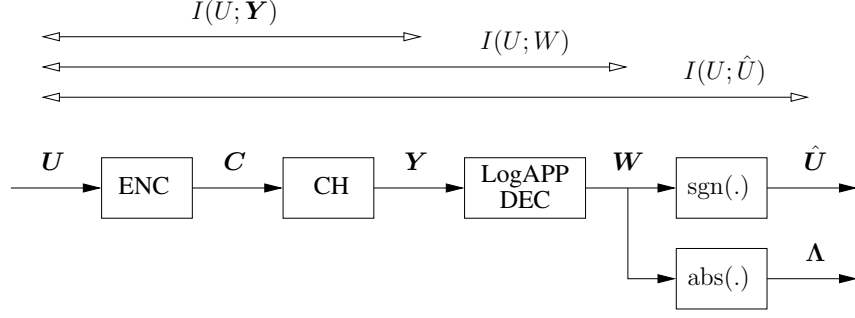 I(U; Y)
I(U; W)
I(U; Û)
U C Y W Û
ENC CH LogAPP DEC sgn(.)
Λ
abs(.)